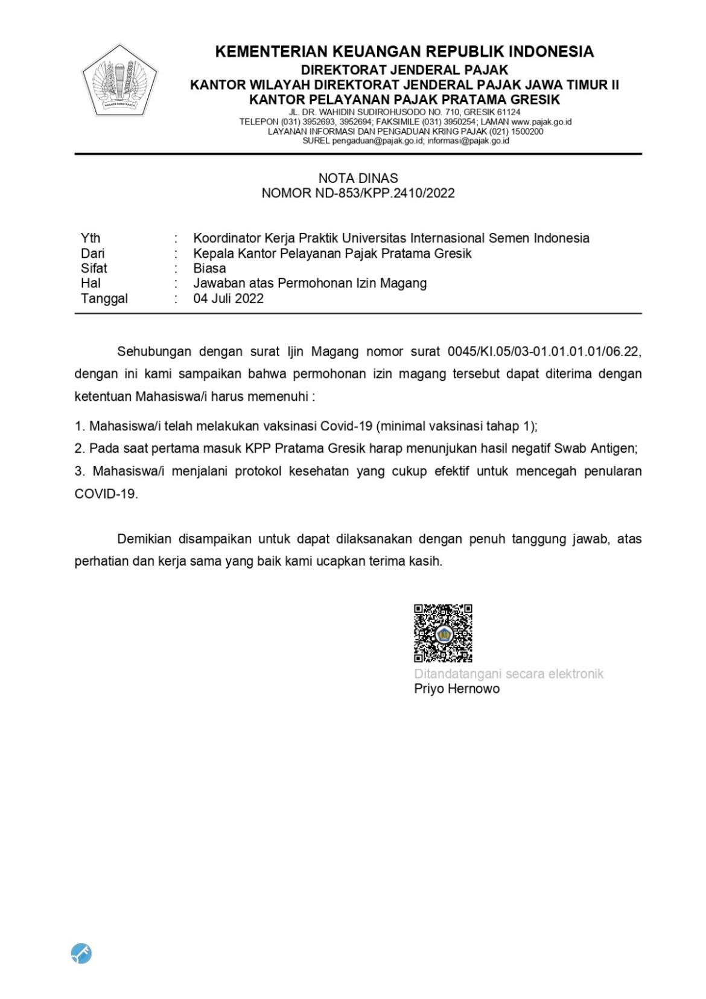 KEMENTERIAN KEUANGAN REPUBLIK INDONESIA
DIREKTORAT JENDERAL PAJAK
KANTOR WILAYAH DIREKTORAT JENDERAL PAJAK JAWA TIMUR II
KANTOR PELAYANAN PAJAK PRATAMA GRESIK
JL. DR. WAHIDIN SUDIROHUSODO NO. 710, GRESIK 61124
TELEPON (031) 3952693, 3952694; FAKSIMILE (031) 3950254; LAMAN www.pajak.go.id
LAYANAN INFORMASI DAN PENGADUAN KRING PAJAK (021) 1500200
SUREL pengaduan@pajak.go.id; informasi@pajak.go.id
NAGARA DANA RAKCA
NOTA DINAS
NOMOR ND-853/KPP.2410/2022
Yth : Koordinator Kerja Praktik Universitas Internasional Semen Indonesia
Dari : Kepala Kantor Pelayanan Pajak Pratama Gresik
Sifat : Biasa
Hal : Jawaban atas Permohonan Izin Magang
Tanggal : 04 Juli 2022
Sehubungan dengan surat Ijin Magang nomor surat 0045/KI.05/03-01.01.01.01/06.22,
dengan ini kami sampaikan bahwa permohonan izin magang tersebut dapat diterima dengan
ketentuan Mahasiswa/i harus memenuhi :
1. Mahasiswa/i telah melakukan vaksinasi Covid-19 (minimal vaksinasi tahap 1);
2. Pada saat pertama masuk KPP Pratama Gresik harap menunjukan hasil negatif Swab Antigen;
3. Mahasiswa/i menjalani protokol kesehatan yang cukup efektif untuk mencegah penularan
COVID-19.
Demikian disampaikan untuk dapat dilaksanakan dengan penuh tanggung jawab, atas
perhatian dan kerja sama yang baik kami ucapkan terima kasih.
Ditandatangani secara elektronik
Priyo Hernowo